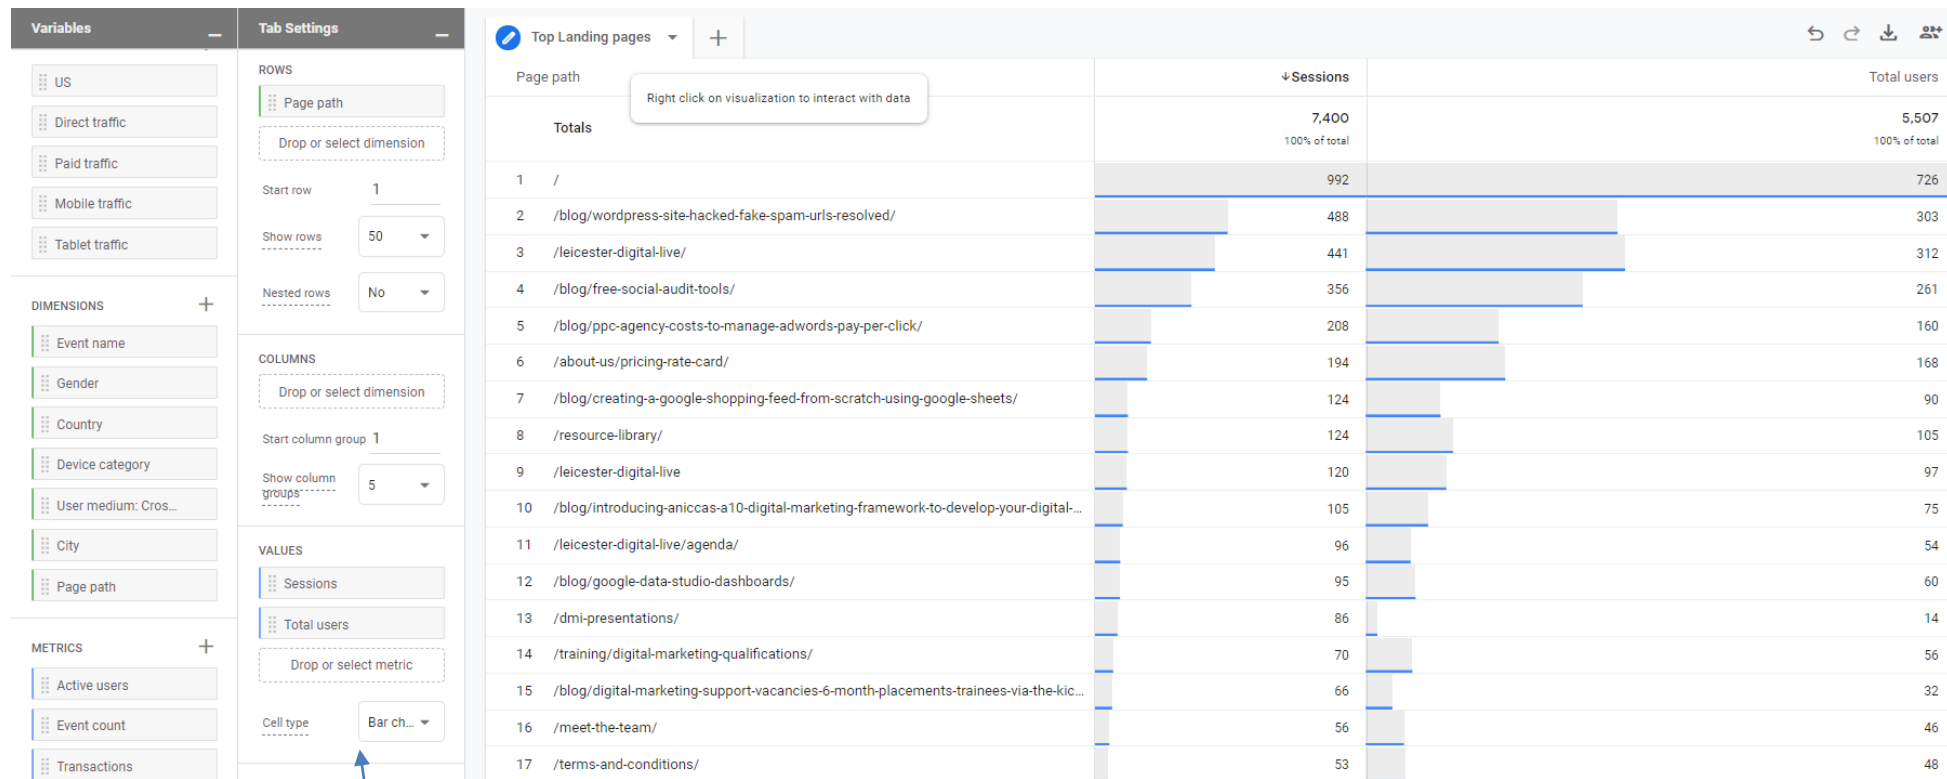 Variables
US
Direct traffic
Paid traffic
Mobile traffic
Tablet traffic
DIMENSIONS
Event name
Gender
Country
Device category
User medium: Cros...
City
Page path
METRICS
Active users
Event count
Transactions
Tab Settings
ROWS
Page path
Drop or select dimension
Start row 1
Show rows 50
Nested rows No
COLUMNS
Drop or select dimension
Start column group 1
Show column groups 5
VALUES
Sessions
Total users
Drop or select metric
Cell type Bar ch...
Top Landing pages
Page path Sessions Total users
Right click on visualization to interact with data
Totals 7,400 5,507
100% of total 100% of total
1 / 992 726
2 /blog/wordpress-site-hacked-fake-spam-urls-resolved/ 488 303
3 /leicester-digital-live/ 441 312
4 /blog/free-social-audit-tools/ 356 261
5 /blog/ppc-agency-costs-to-manage-adwords-pay-per-click/ 208 160
6 /about-us/pricing-rate-card/ 194 168
7 /blog/creating-a-google-shopping-feed-from-scratch-using-google-sheets/ 124 90
8 /resource-library/ 124 105
9 /leicester-digital-live 120 97
10 /blog/introducing-aniccas-a10-digital-marketing-framework-to-develop-your-digital-... 105 75
11 /leicester-digital-live/agenda/ 96 54
12 /blog/google-data-studio-dashboards/ 95 60
13 /dmi-presentations/ 86 14
14 /training/digital-marketing-qualifications/ 70 56
15 /blog/digital-marketing-support-vacancies-6-month-placements-trainees-via-the-kic... 66 32
16 /meet-the-team/ 56 46
17 /terms-and-conditions/ 53 48